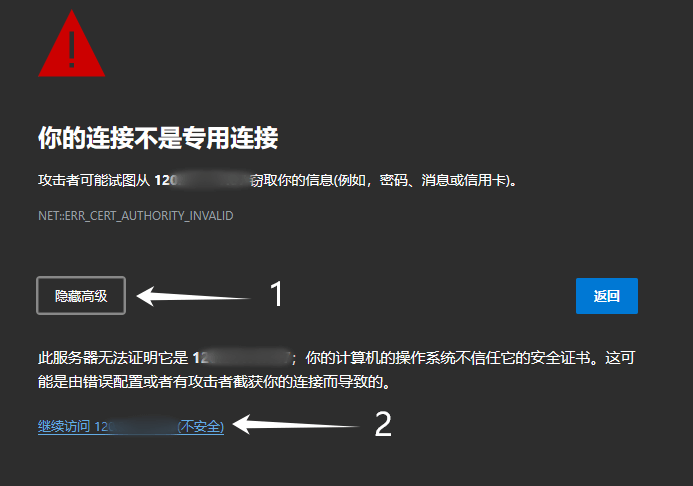 你的连接不是专用连接
攻击者可能试图从 120 窃取你的信息(例如，密码、消息或信用卡)。
NET::ERR_CERT_AUTHORITY_INVALID
隐藏高级
1
返回
此服务器无法证明它是 12 ；你的计算机的操作系统不信任它的安全证书。这可
能是由错误配置或者有攻击者截获你的连接而导致的。
继续访问 120 (不安全)
2